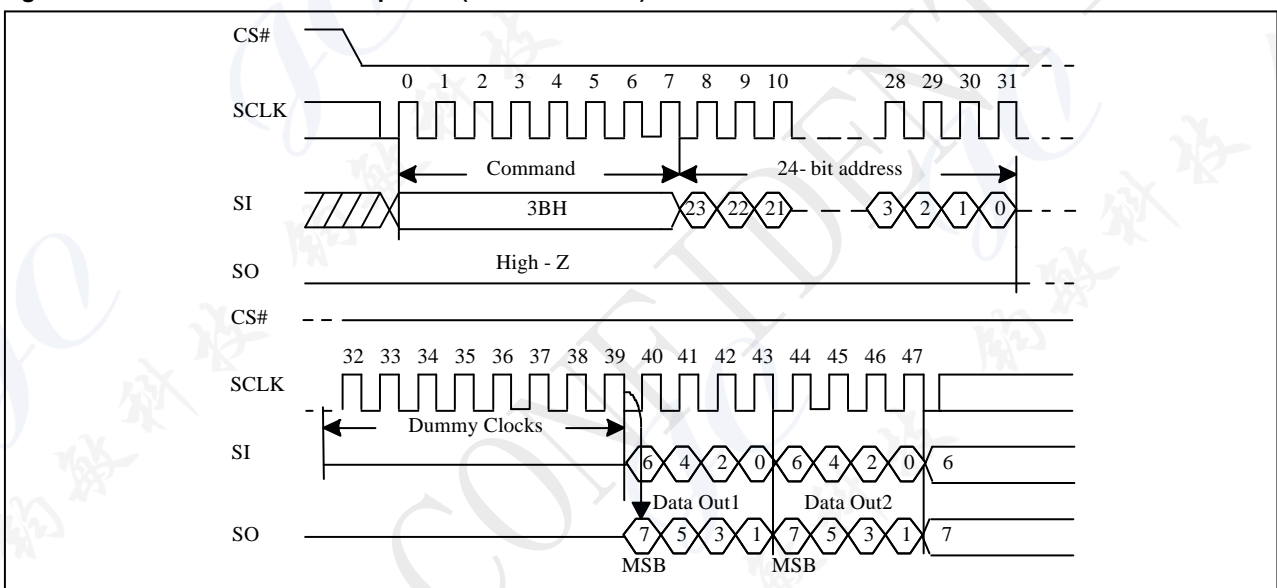 CS#
0 1 2 3 4 5 6 7 8 9 10 28 29 30 31
SCLK
Command 24- bit address
SI 3BH 23 22 21 3 2 1 0
High - Z
SO
CS#
32 33 34 35 36 37 38 39 40 41 42 43 44 45 46 47
SCLK
Dummy Clocks
SI 6 4 2 0 6 4 2 0 6
Data Out1 Data Out2
SO 7 5 3 1 7 5 3 1 7
MSB MSB
CONFIDENT